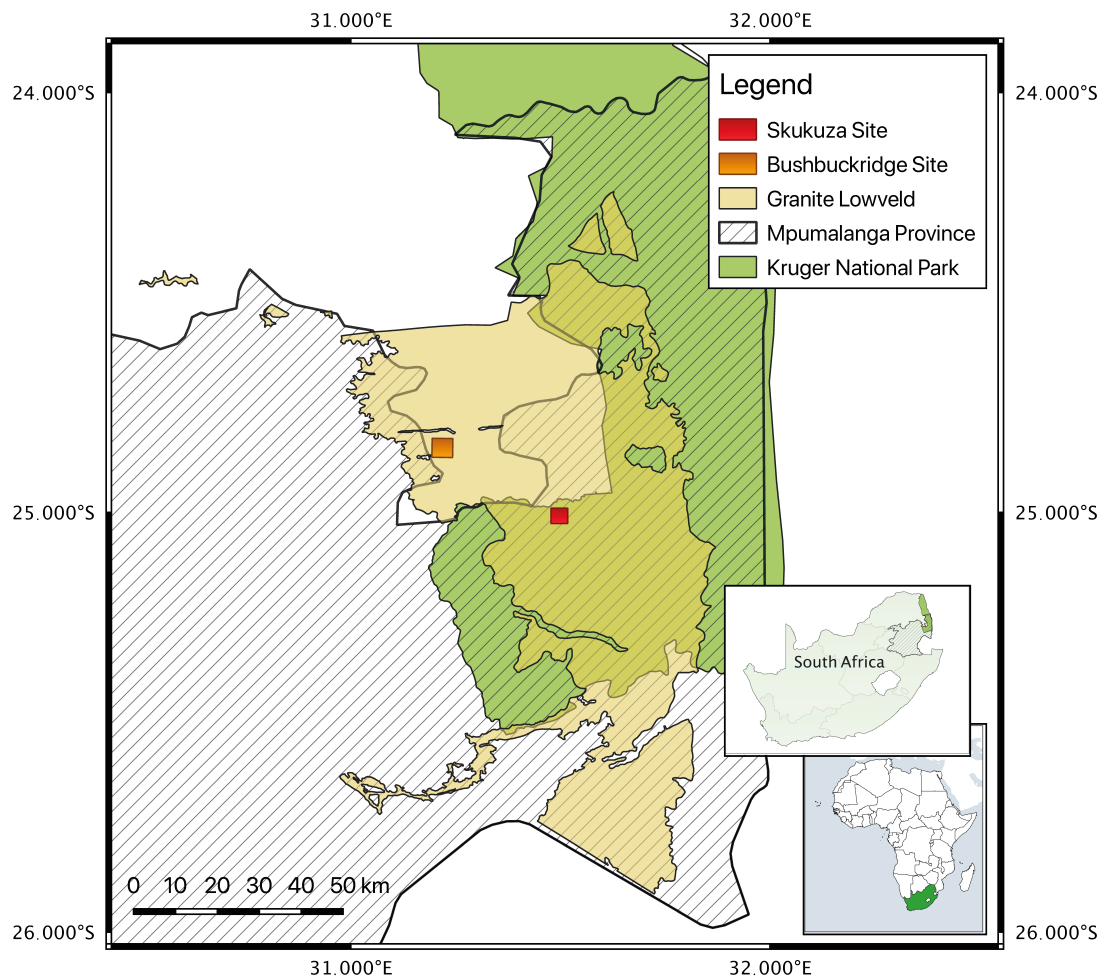 31.000°E 32.000°E
24.000°S 24.000°S
Legend
Skukuza Site
Bushbuckridge Site
Granite Lowveld
Mpumalanga Province
Kruger National Park
25.000°S 25.000°S
South Africa
0 10 20 30 40 50 km
26.000°S 26.000°S
31.000°E 32.000°E